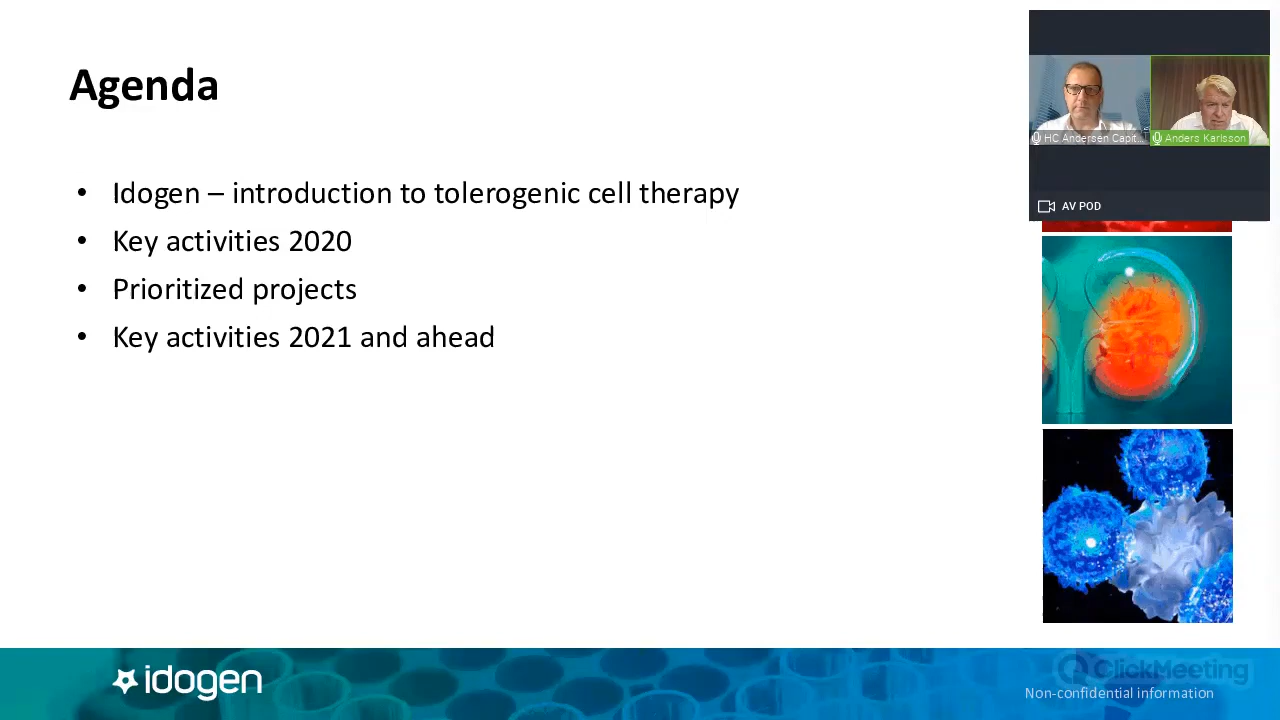 Agenda
• Idogen – introduction to tolerogenic cell therapy
• Key activities 2020
• Prioritized projects
• Key activities 2021 and ahead
HC Andersen Capit...
Anders Karlsson
AV POD
idogen
ClickMeeting
Non-confidential information